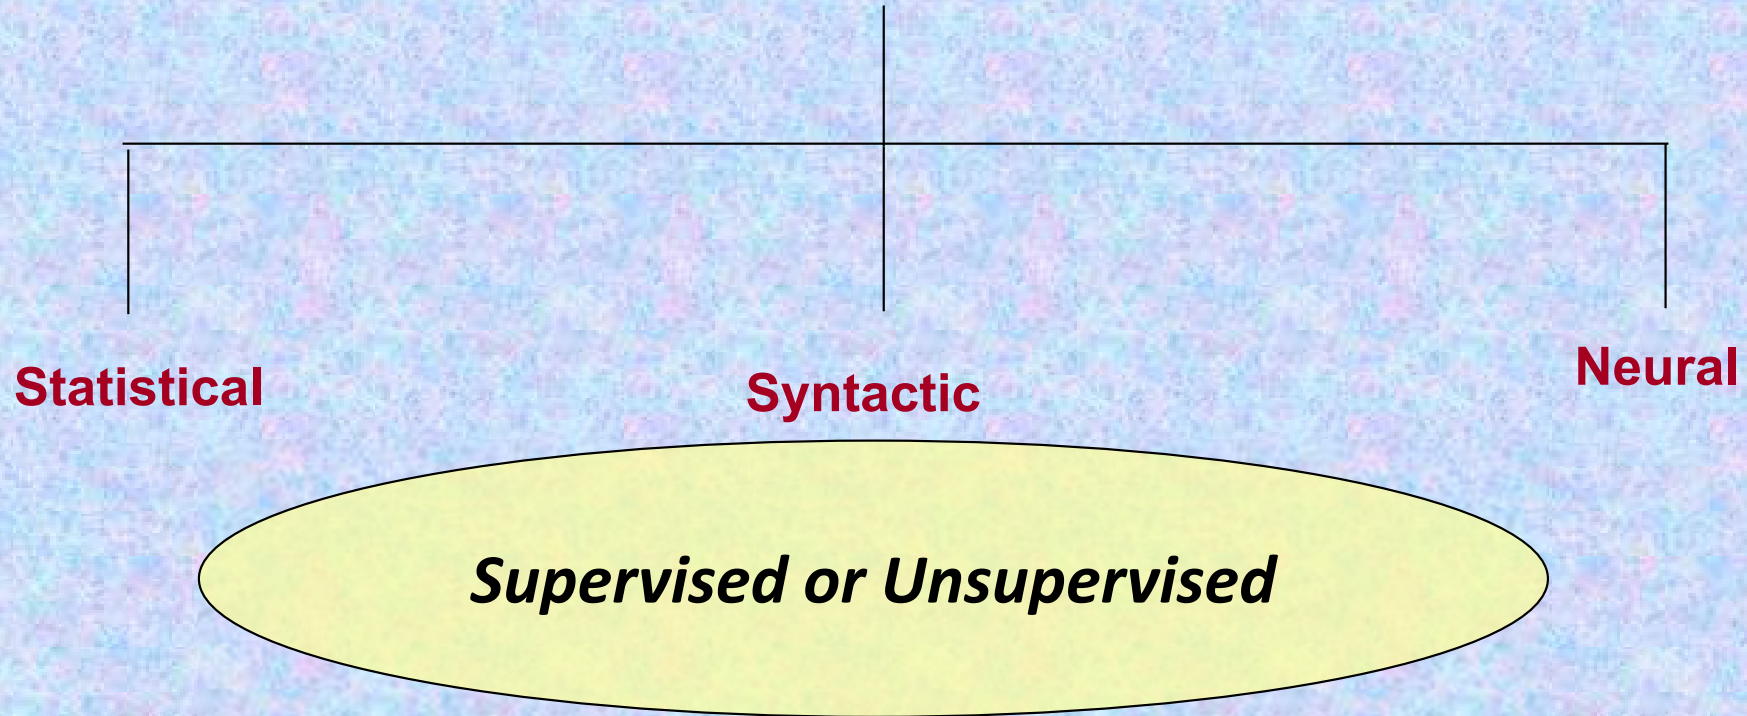 Statistical
Syntactic
Neural
Supervised or Unsupervised